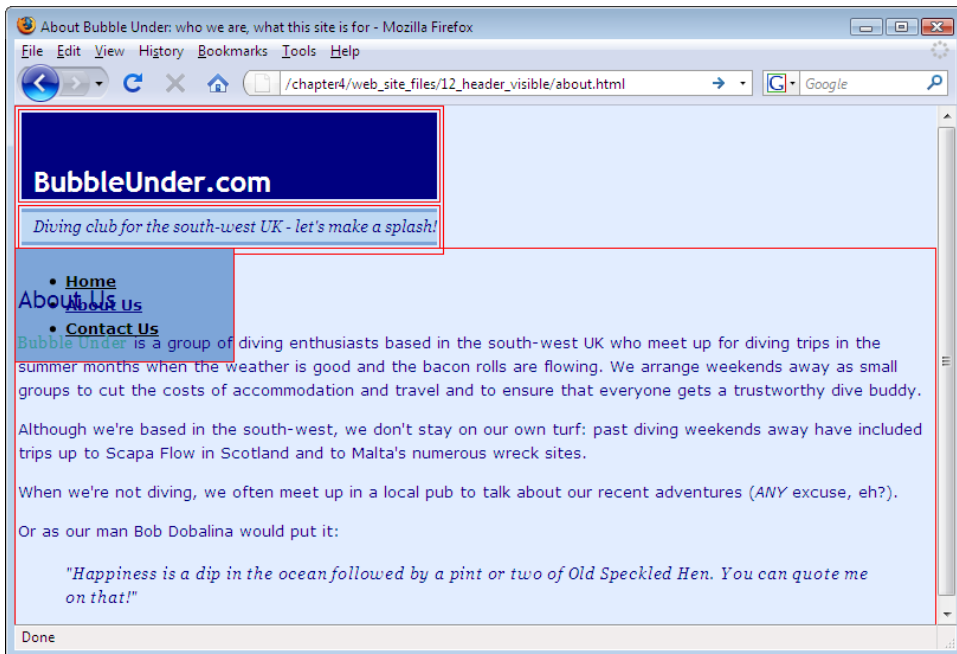 About Bubble Under: who we are, what this site is for - Mozilla Firefox
File Edit View History Bookmarks Tools Help
/chapter4/web_site_files/12_header_visible/about.html
G Google
BubbleUnder.com
Diving club for the south-west UK - let's make a splash!
Home
About Us
About Us
Contact Us
Bubble Under is a group of diving enthusiasts based in the south-west UK who meet up for diving trips in the
summer months when the weather is good and the bacon rolls are flowing. We arrange weekends away as small
groups to cut the costs of accommodation and travel and to ensure that everyone gets a trustworthy dive buddy.
Although we're based in the south-west, we don't stay on our own turf: past diving weekends away have included
trips up to Scapa Flow in Scotland and to Malta's numerous wreck sites.
When we're not diving, we often meet up in a local pub to talk about our recent adventures (ANY excuse, eh?).
Or as our man Bob Dobalina would put it:
"Happiness is a dip in the ocean followed by a pint or two of Old Speckled Hen. You can quote me
on that!"
Done